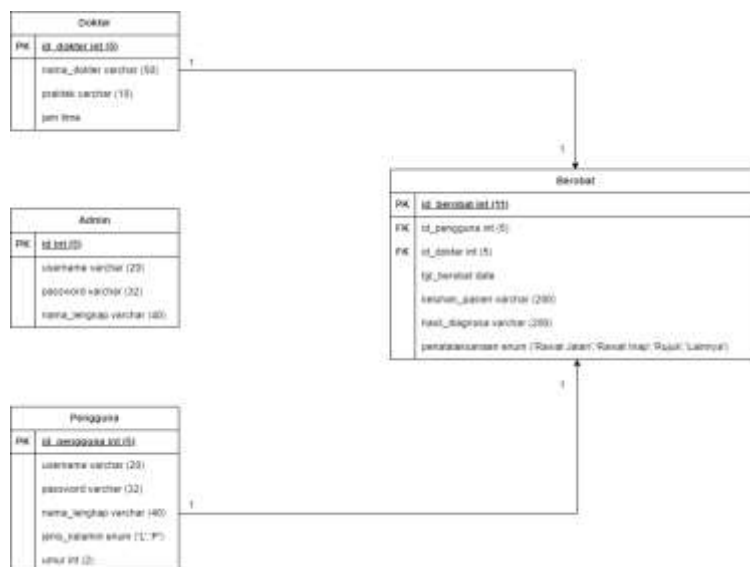 Dokter
PK id_dokter int (5)
nama_dokter varchar (50)
praktek varchar (10)
jam time
1
1
Berobat
PK id_berobat int (11)
FK id_pengguna int (5)
FK id_dokter int (5)
tgl_berobat date
keluhan_pasien varchar (200)
hasil_diagnosa varchar (200)
penatalaksanaan enum ('Rawat Jalan','Rawat Inap','Rujuk','Lainnya')
Admin
PK id int (5)
username varchar (20)
password varchar (32)
nama_lengkap varchar (40)
1
Pengguna
PK id_pengguna int (5)
username varchar (20)
password varchar (32)
nama_lengkap varchar (40)
jenis_kelamin enum ('L','P')
umur int (2)
1